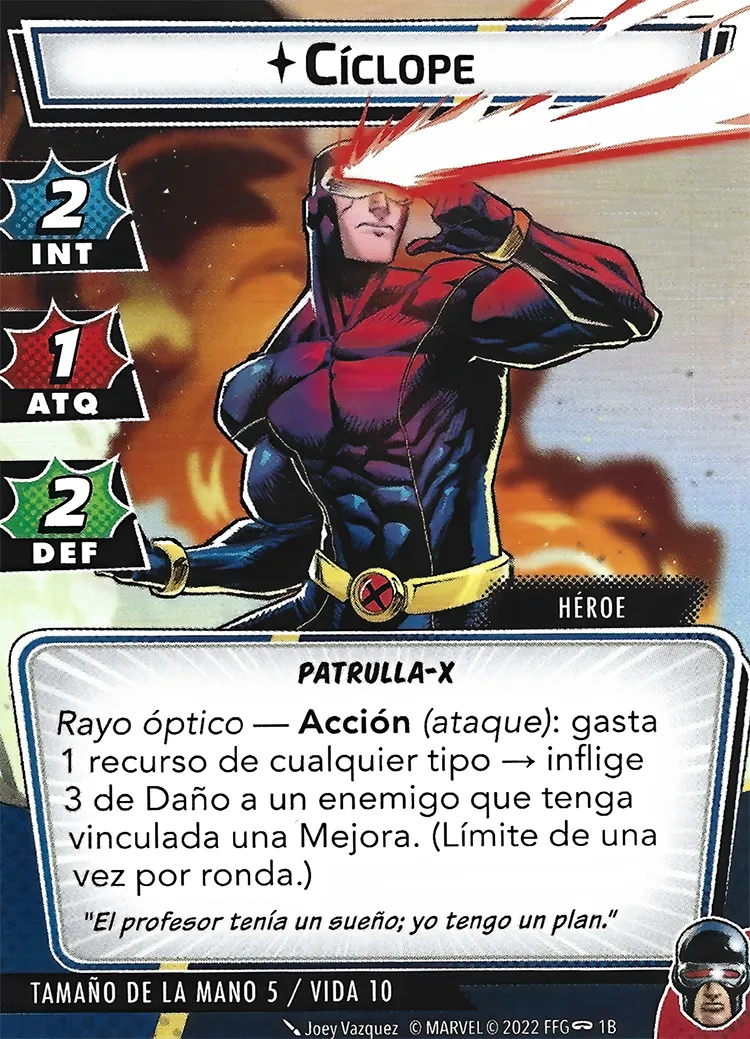 CÍCLOPE
2
INT
1
ATQ
2
DEF
HÉROE
PATRULLA-X
Rayo óptico — Acción (ataque): gasta
1 recurso de cualquier tipo → inflige
3 de Daño a un enemigo que tenga
vinculada una Mejora. (Límite de una
vez por ronda.)
"El profesor tenía un sueño; yo tengo un plan."
TAMAÑO DE LA MANO 5 / VIDA 10
Joey Vazquez © MARVEL © 2022 FFG 1B